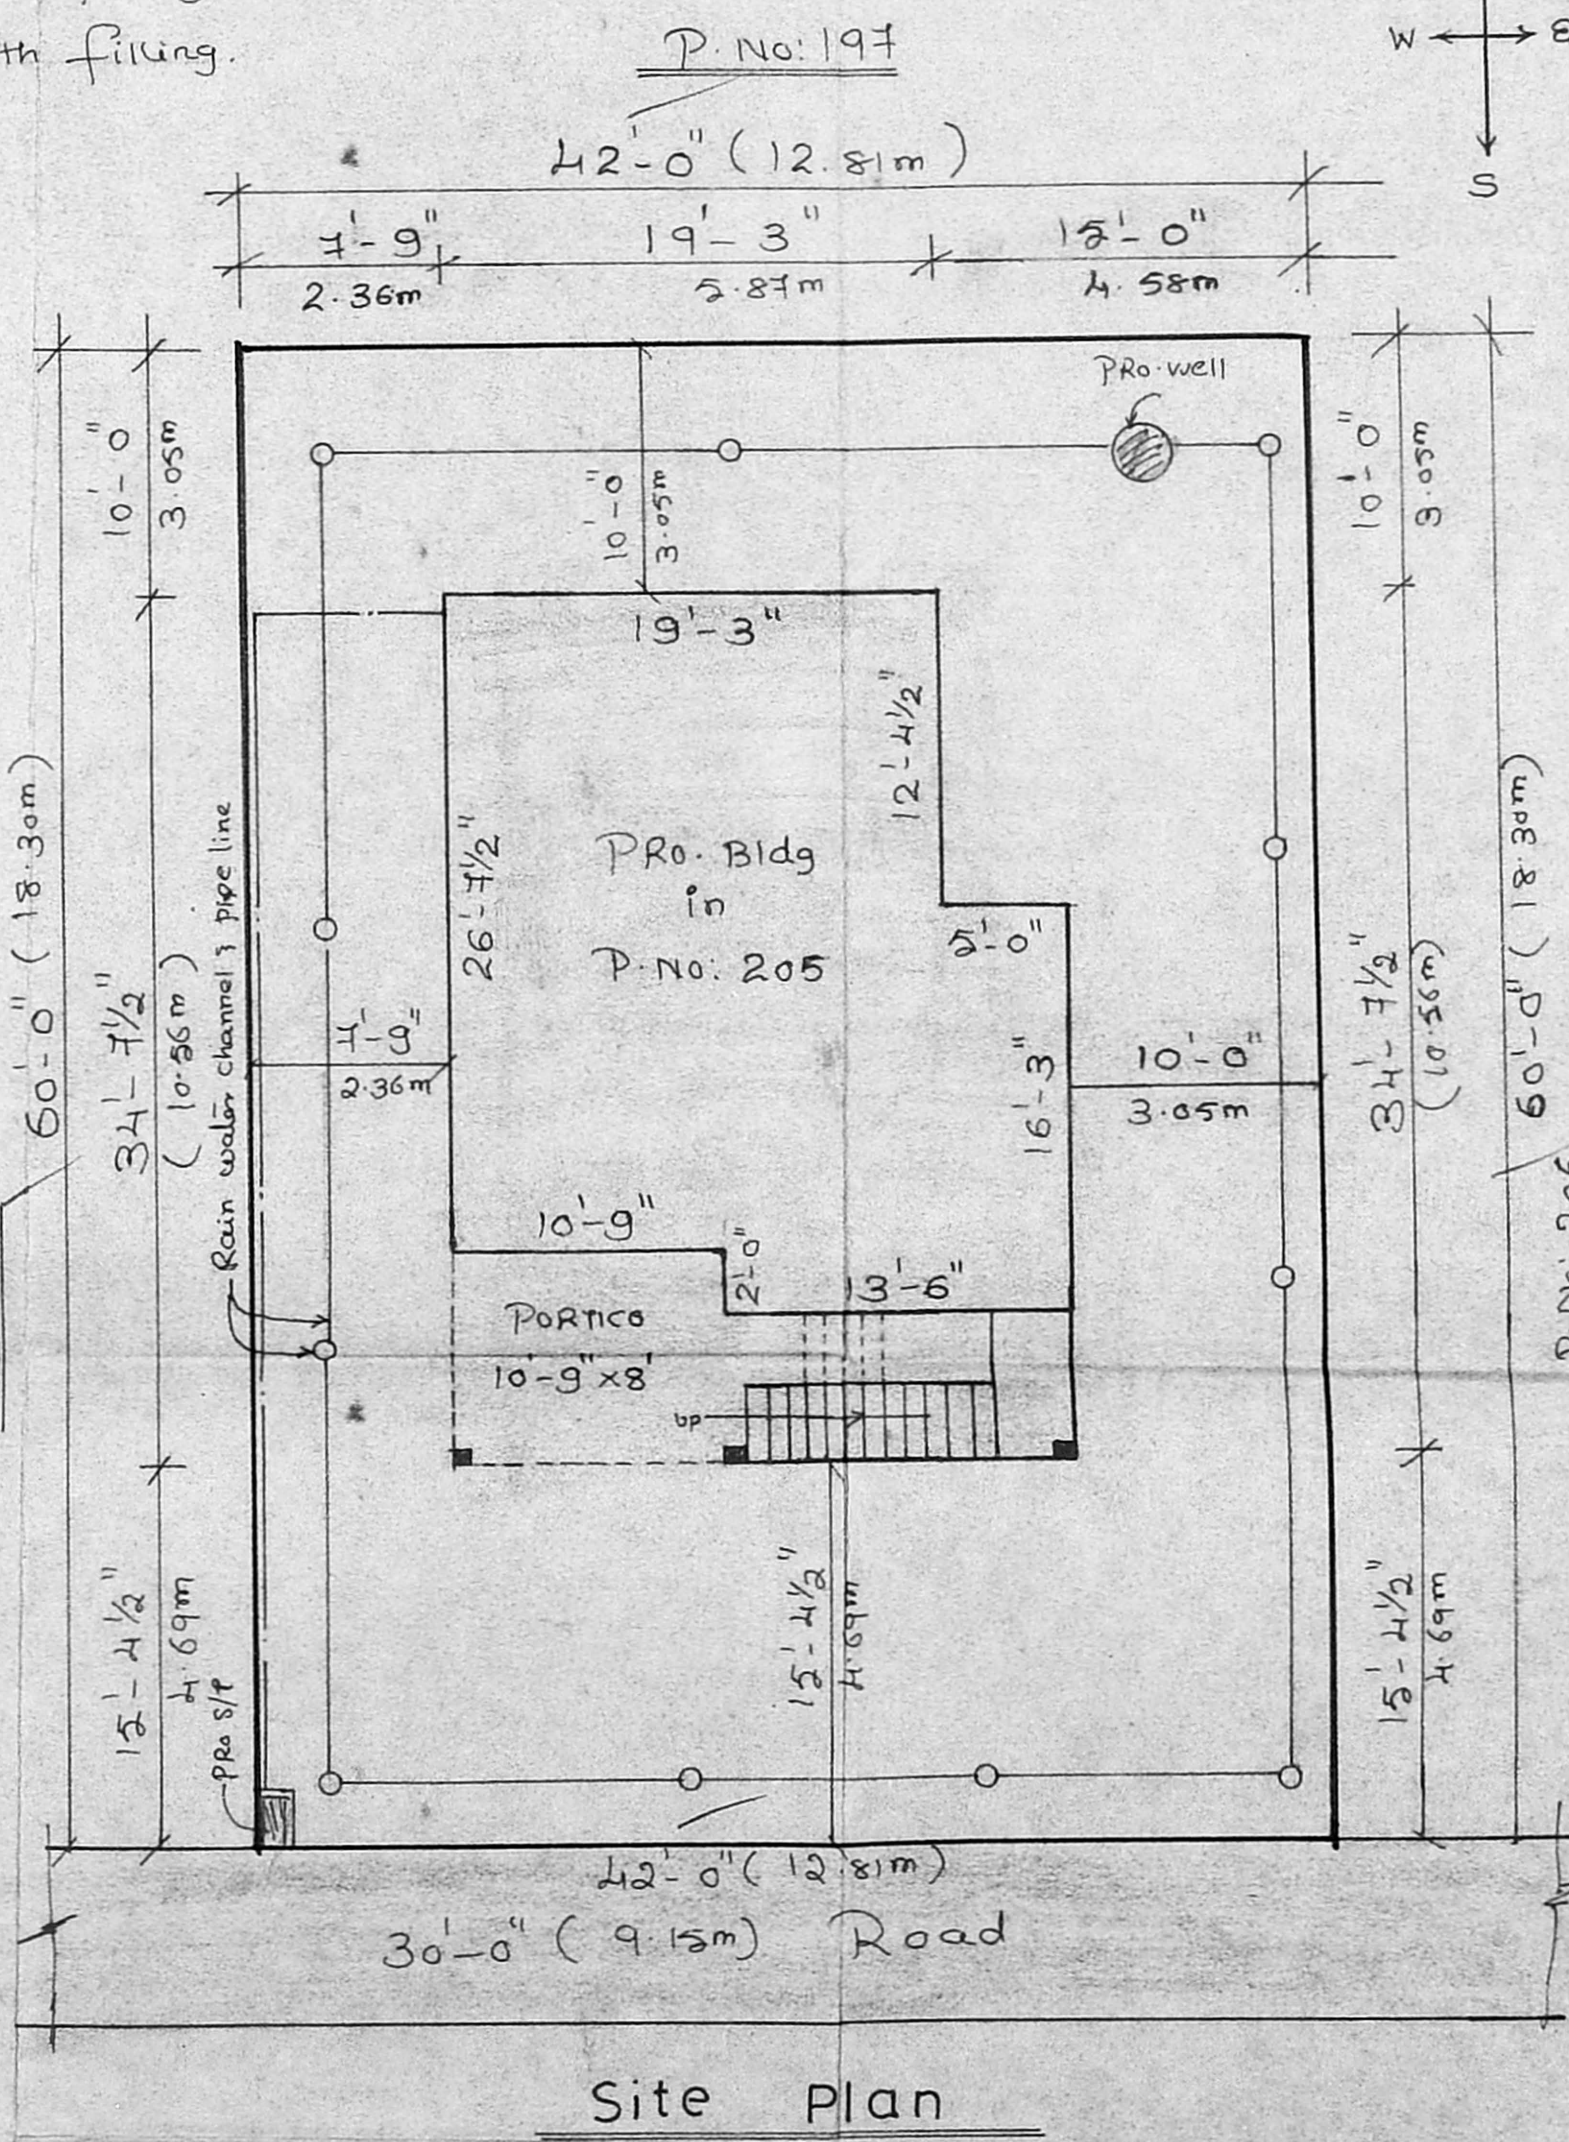 th filling.
P.No:197
W
E
S
42'-0" (12.81m)
7'-9"
19'-3"
15'-0"
2.36m
5.87m
4.58m
PRO.well
10'-0"
3.05m
10'-0"
3.05m
10'-0"
3.05m
19'-3"
12'-4½"
60'-0" (18.30m)
34'-7½"
(10.56m)
Rain water channel & pipe line
26'-7½"
PRO. Bldg
in
P.NO: 205
5'-0"
7'-9"
2.36m
16'-3"
10'-0"
3.05m
34'-7½"
(10.56m)
60'-0" (18.30m)
10'-9"
2'-0"
13'-6"
PORTICO
10'-9"x8'
up
15'-4½"
4.69m
15'-4½"
4.69m
15'-4½"
4.69m
PRO S/P
42'-0" (12.81m)
30'-0" (9.15m) Road
Site Plan